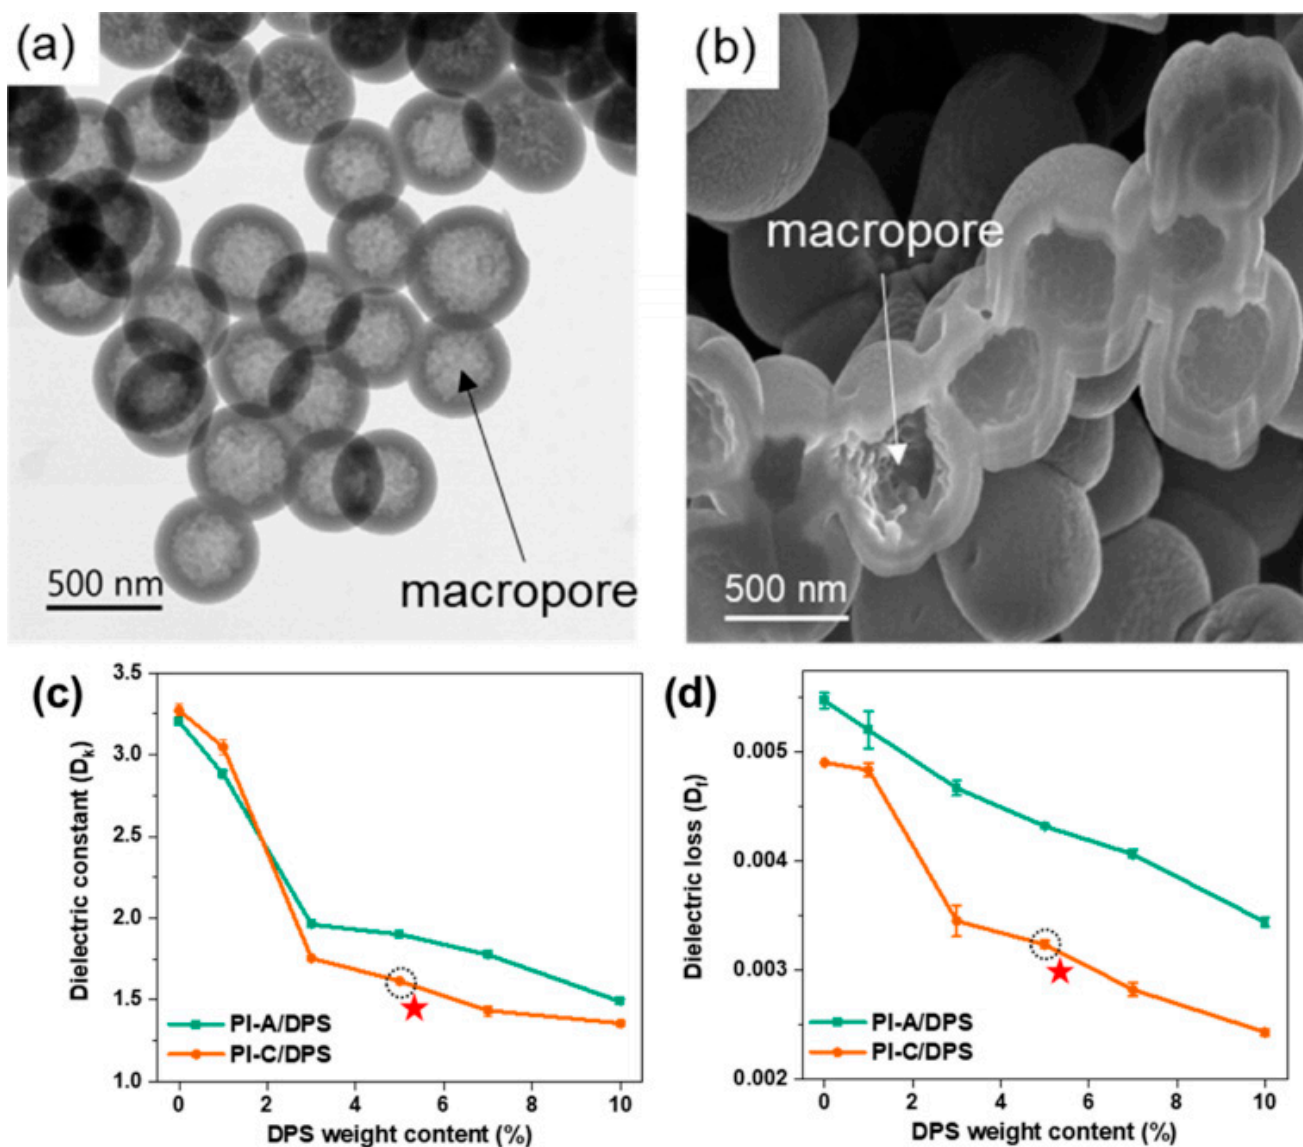 (a)
macropore
500 nm
(b)
macropore
500 nm
(c)
Dielectric constant (Dk)
3.5
3.0
2.5
2.0
1.5
1.0
PI-A/DPS
PI-C/DPS
0
2
4
6
8
10
DPS weight content (%)
(d)
Dielectric loss (Df)
0.005
0.004
0.003
0.002
PI-A/DPS
PI-C/DPS
0
2
4
6
8
10
DPS weight content (%)